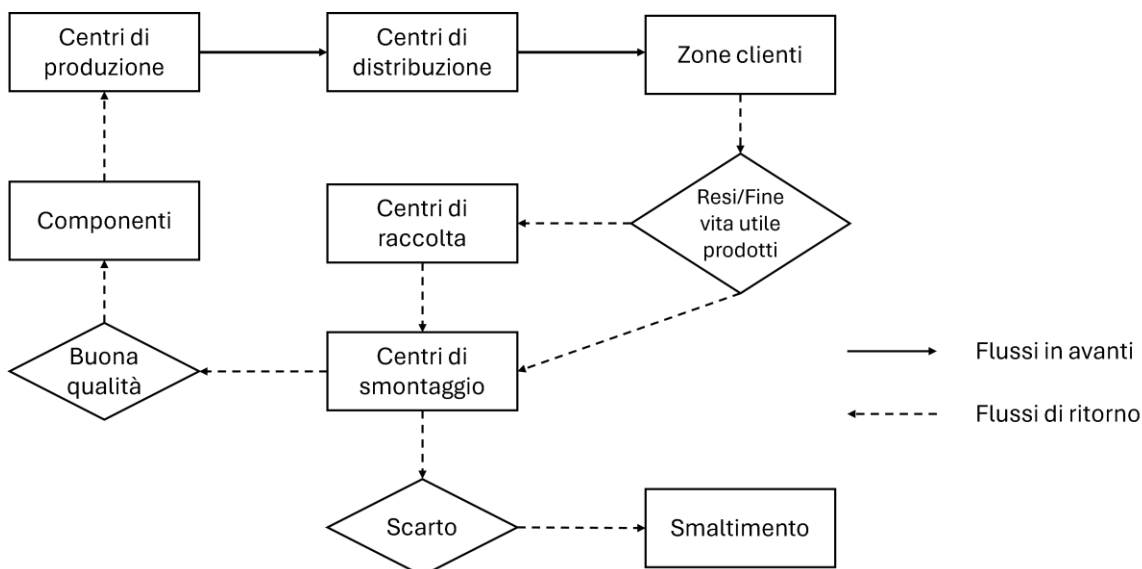 Centri di
produzione
Centri di
distribuzione
Zone clienti
Componenti
Centri di
raccolta
Resi/Fine
vita utile
prodotti
Buona
qualità
Centri di
smontaggio
Flussi in avanti
Flussi di ritorno
Scarto
Smaltimento